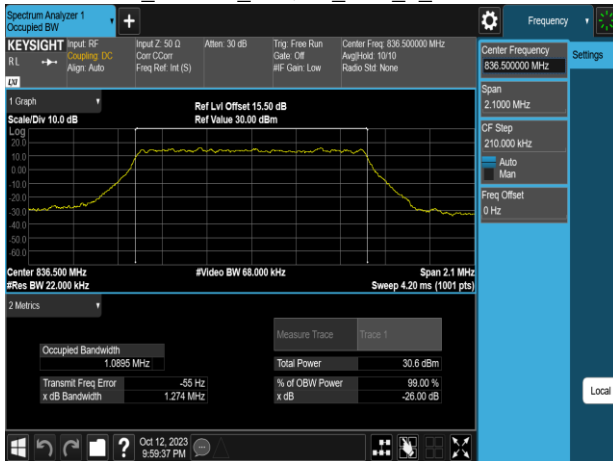 Spectrum Analyzer 1
Occupied BW
+
Frequency
KEYSIGHT
RL
Input: RF
Coupling: DC
Align: Auto
Input Z: 50 Ω
Corr CCorr
Freq Ref: Int (S)
Atten: 30 dB
Trig: Free Run
Gate: Off
#IF Gain: Low
Center Freq: 836.500000 MHz
Avg|Hold: 10/10
Radio Std: None
LXI
Center Frequency
836.500000 MHz
Settings
Span
2.1000 MHz
CF Step
210.000 kHz
Auto
Man
Freq Offset
0 Hz
1 Graph
Scale/Div 10.0 dB
Ref Lvl Offset 15.50 dB
Ref Value 30.00 dBm
Log
20.0
10.0
0.00
-10.0
-20.0
-30.0
-40.0
-50.0
-60.0
Center 836.500 MHz
#Video BW 68.000 kHz
Span 2.1 MHz
#Res BW 22.000 kHz
Sweep 4.20 ms (1001 pts)
2 Metrics
Measure Trace
Trace 1
Occupied Bandwidth
1.0895 MHz
Total Power
30.6 dBm
Transmit Freq Error
-55 Hz
% of OBW Power
99.00 %
x dB Bandwidth
1.274 MHz
x dB
-26.00 dB
Local
?
Oct 12, 2023
9:59:37 PM